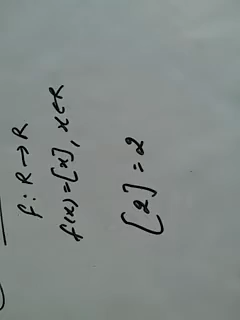 f: R → R
f(x) = [x], x ∈ R
[2] = 2